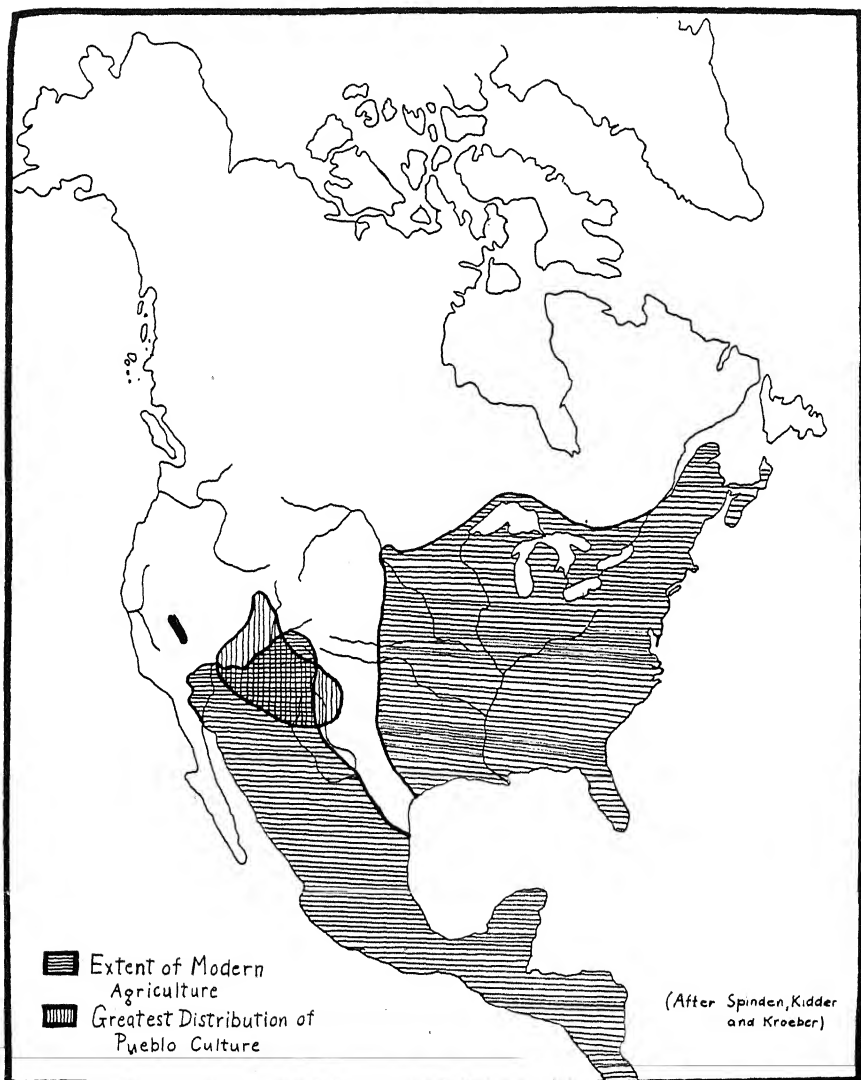 Extent of Modern
Agriculture
Greatest Distribution of
Pueblo Culture
(After Spinden, Kidder
and Kroeber)